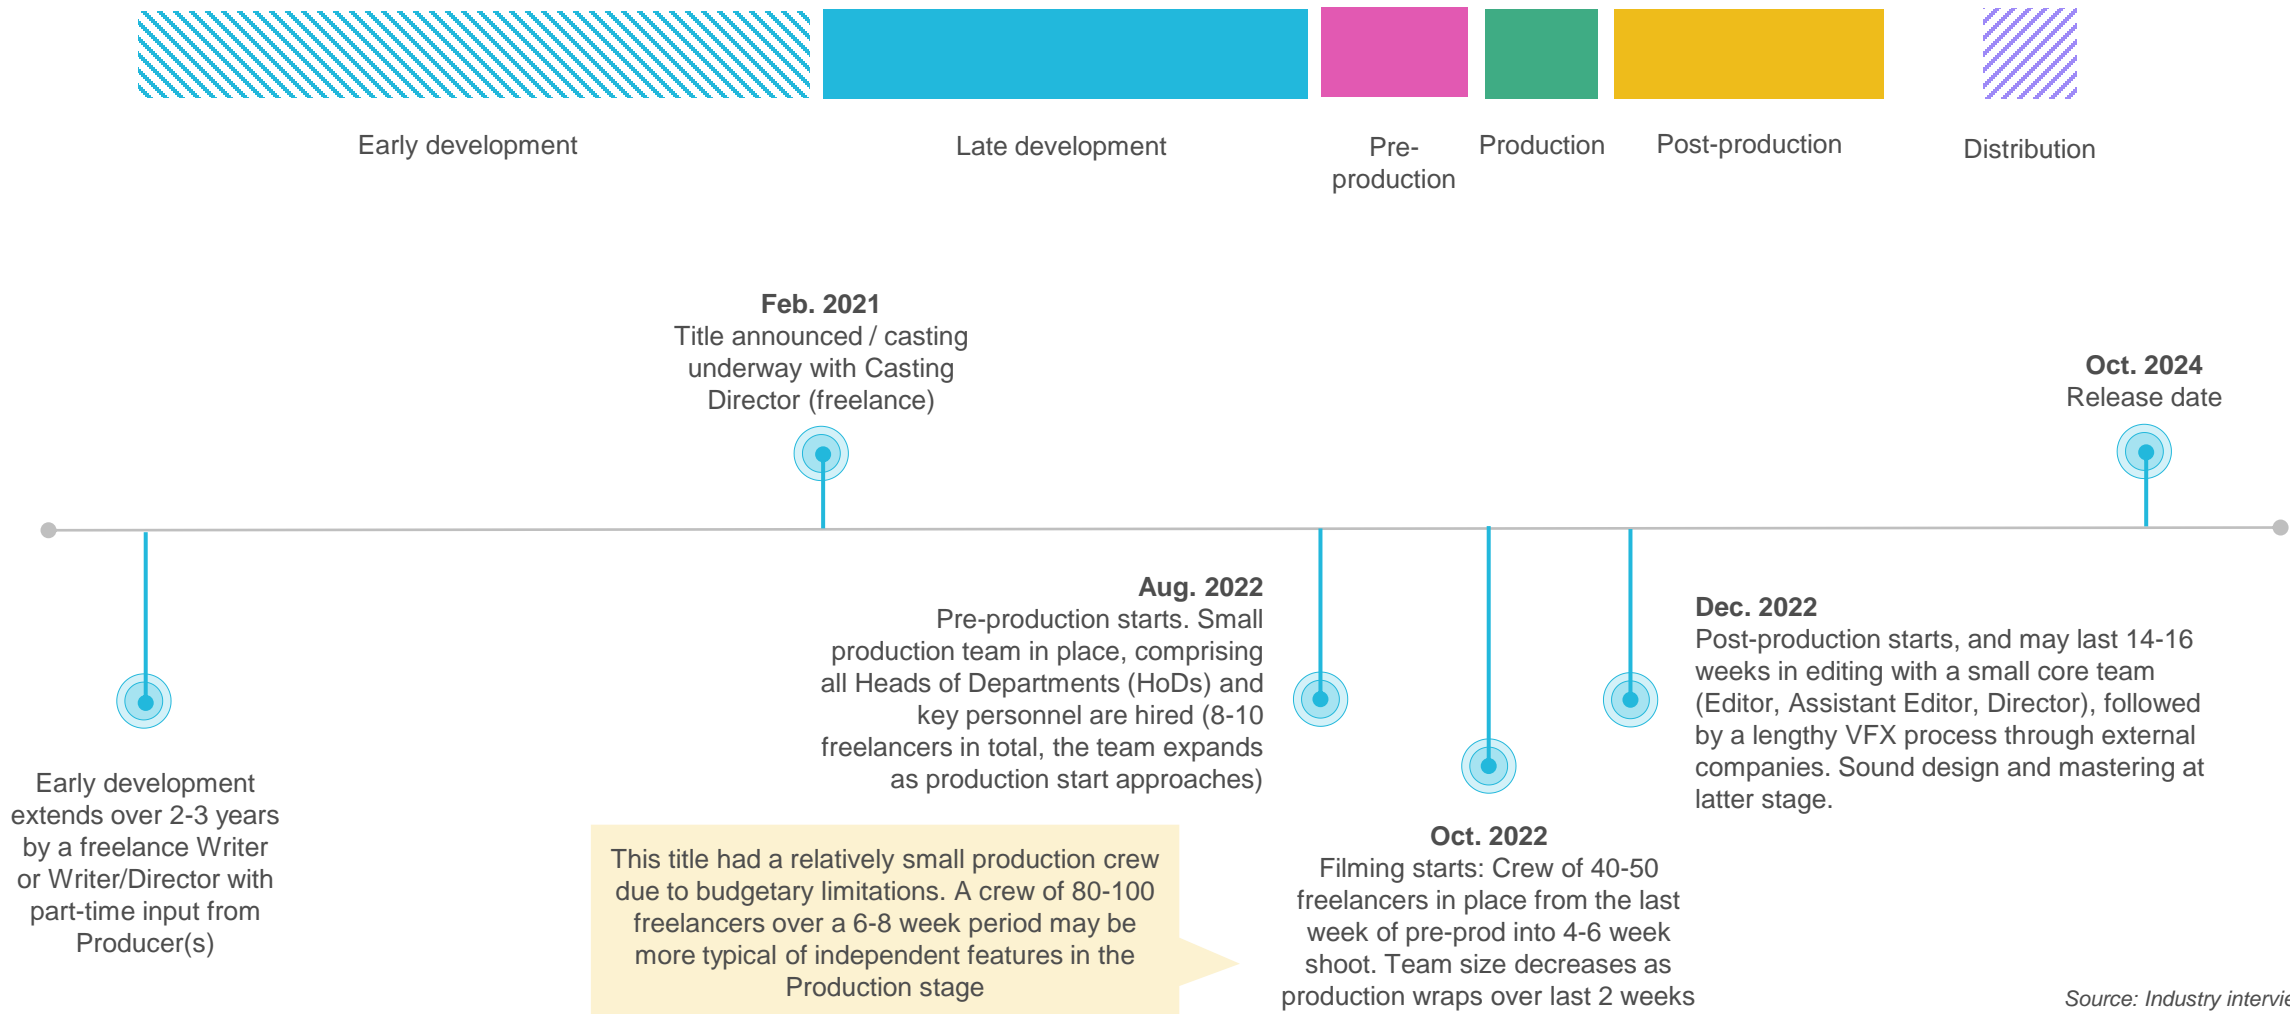 Early development
Late development
Pre-
production
Production
Post-production
Distribution
Feb. 2021
Title announced / casting
underway with Casting
Director (freelance)
Oct. 2024
Release date
Early development
extends over 2-3 years
by a freelance Writer
or Writer/Director with
part-time input from
Producer(s)
Aug. 2022
Pre-production starts. Small
production team in place, comprising
all Heads of Departments (HoDs) and
key personnel are hired (8-10
freelancers in total, the team expands
as production start approaches)
This title had a relatively small production crew
due to budgetary limitations. A crew of 80-100
freelancers over a 6-8 week period may be
more typical of independent features in the
Production stage
Oct. 2022
Filming starts: Crew of 40-50
freelancers in place from the last
week of pre-prod into 4-6 week
shoot. Team size decreases as
production wraps over last 2 weeks
Dec. 2022
Post-production starts, and may last 14-16
weeks in editing with a small core team
(Editor, Assistant Editor, Director), followed
by a lengthy VFX process through external
companies. Sound design and mastering at
latter stage.
Source: Industry